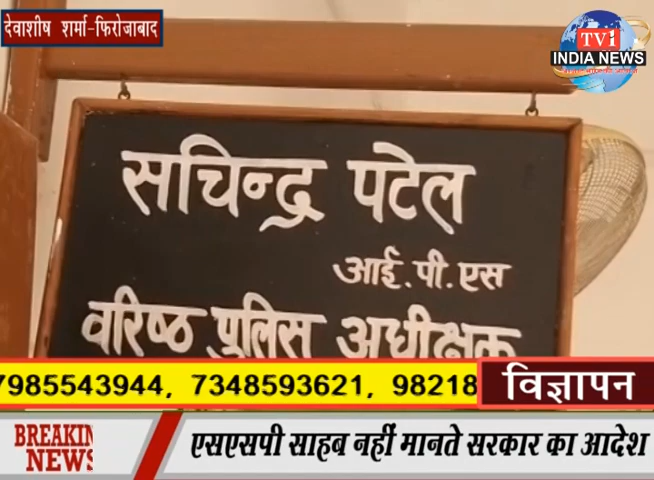 देवाशीष शर्मा-फिरोजाबाद
TV1
INDIA NEWS
सचिन्द्र पटेल
आई.पी.एस
वरिष्ठ पुलिस अधीक्षक
7985543944, 7348593621, 98218
विज्ञापन
BREAKIN
NEWS
एसएसपी साहब नहीं मानते सरकार का आदेश